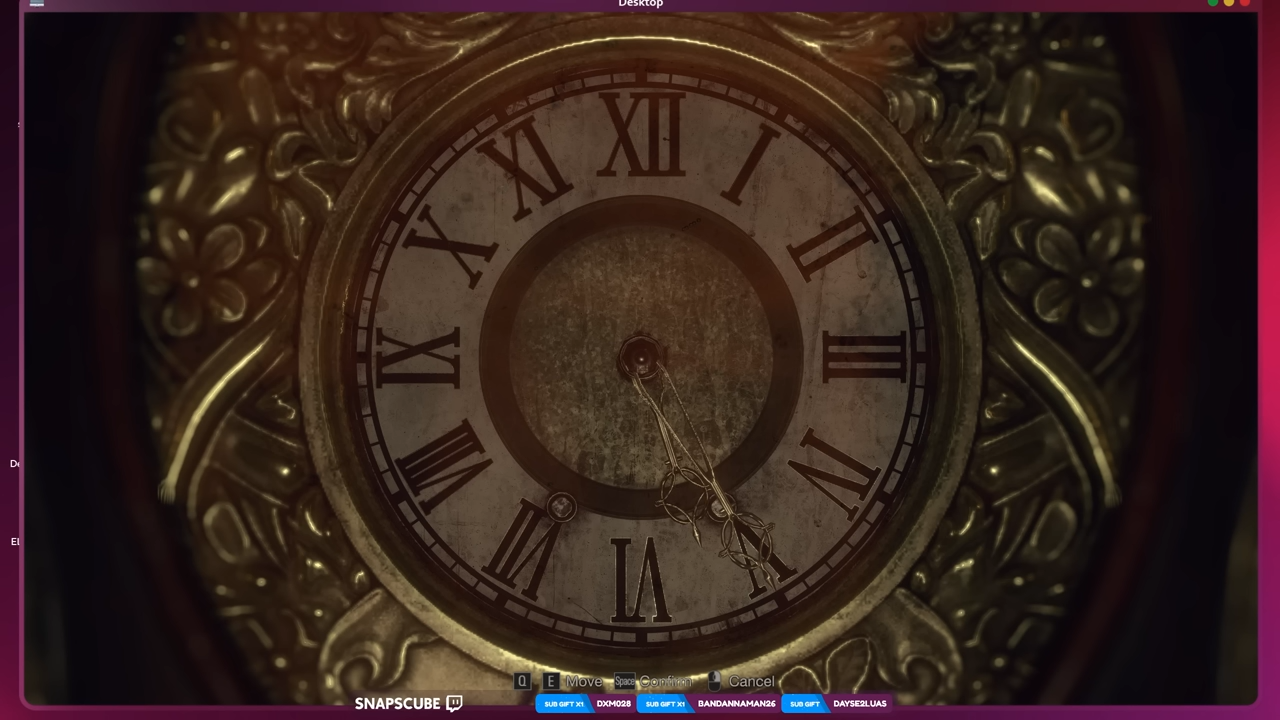 Desktop
XII
XI
I
X
II
IX
III
VIII
IV
VII
V
VI
Q E Move Space Confirm Cancel
SNAPSCUBE SUB GIFT X1 DXM028 SUB GIFT X1 BANDANNAMAN26 SUB GIFT DAYSE2LUAS